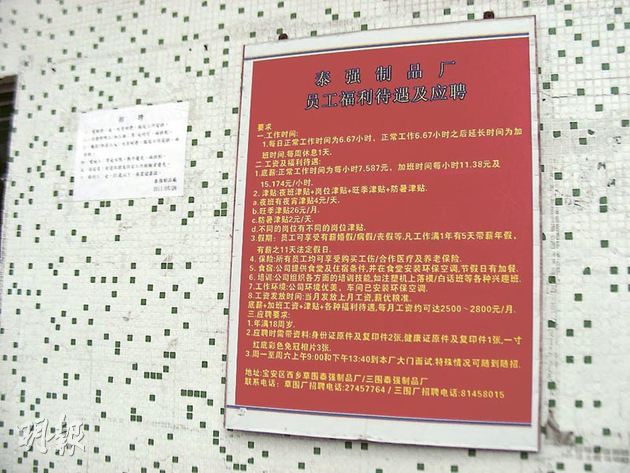 招 聘
泰强制品厂
泰 强 制 品 厂
员工福利待遇及应聘
要求
一.工作时间:
1.每日正常工作时间为6.67小时，正常工作6.67小时之后延长时间为加
班时间,每周休息1天.
二.工资及福利待遇:
1.底薪:正常工作时间为每小时7.587元，加班时间每小时11.38元及
15.174元/小时.
2. 津贴:夜班津贴+岗位津贴+旺季津贴+防暑津贴.
a.夜班有夜宵津贴4元/天.
b.旺季津贴26元/月.
c.防暑津贴2元/天.
d.不同的岗位有不同的岗位津贴.
3.假期: 员工可享受有薪婚假/病假/丧假等,凡工作满1年有5天带薪年假,
有薪之11天法定假日.
4. 保险:所有员工均可享受购买工伤/合作医疗及养老保险.
5. 食宿:公司提供食堂及住宿条件,并在食堂安装环保空调,节假日有加餐.
6. 培训:公司组织各方面的培训技能,如注塑机上落模/白话班等各种兴趣班.
7.工作环境:公司环境优美，车间已安装环保空调.
8.工资发放时间:当月发放上月工资,薪优粮准.
底薪+加班工资+津贴+各种福利待遇,每月工资约可达2500~2800元/月.
三.应聘要求:
1.年满18周岁.
2.应聘时需带资料:身份证原件及复印件2张,健康证原件及复印件1张,一寸
红底彩色免冠相片3张.
3.周一至周六上午9:00和下午13:40到本厂大门面试,特殊情况可随到随招.
地址:宝安区西乡草围泰强制品厂/三围泰强制品厂
联系电话: 草围厂招聘电话:27457764 / 三围厂招聘电话:81458015
明報